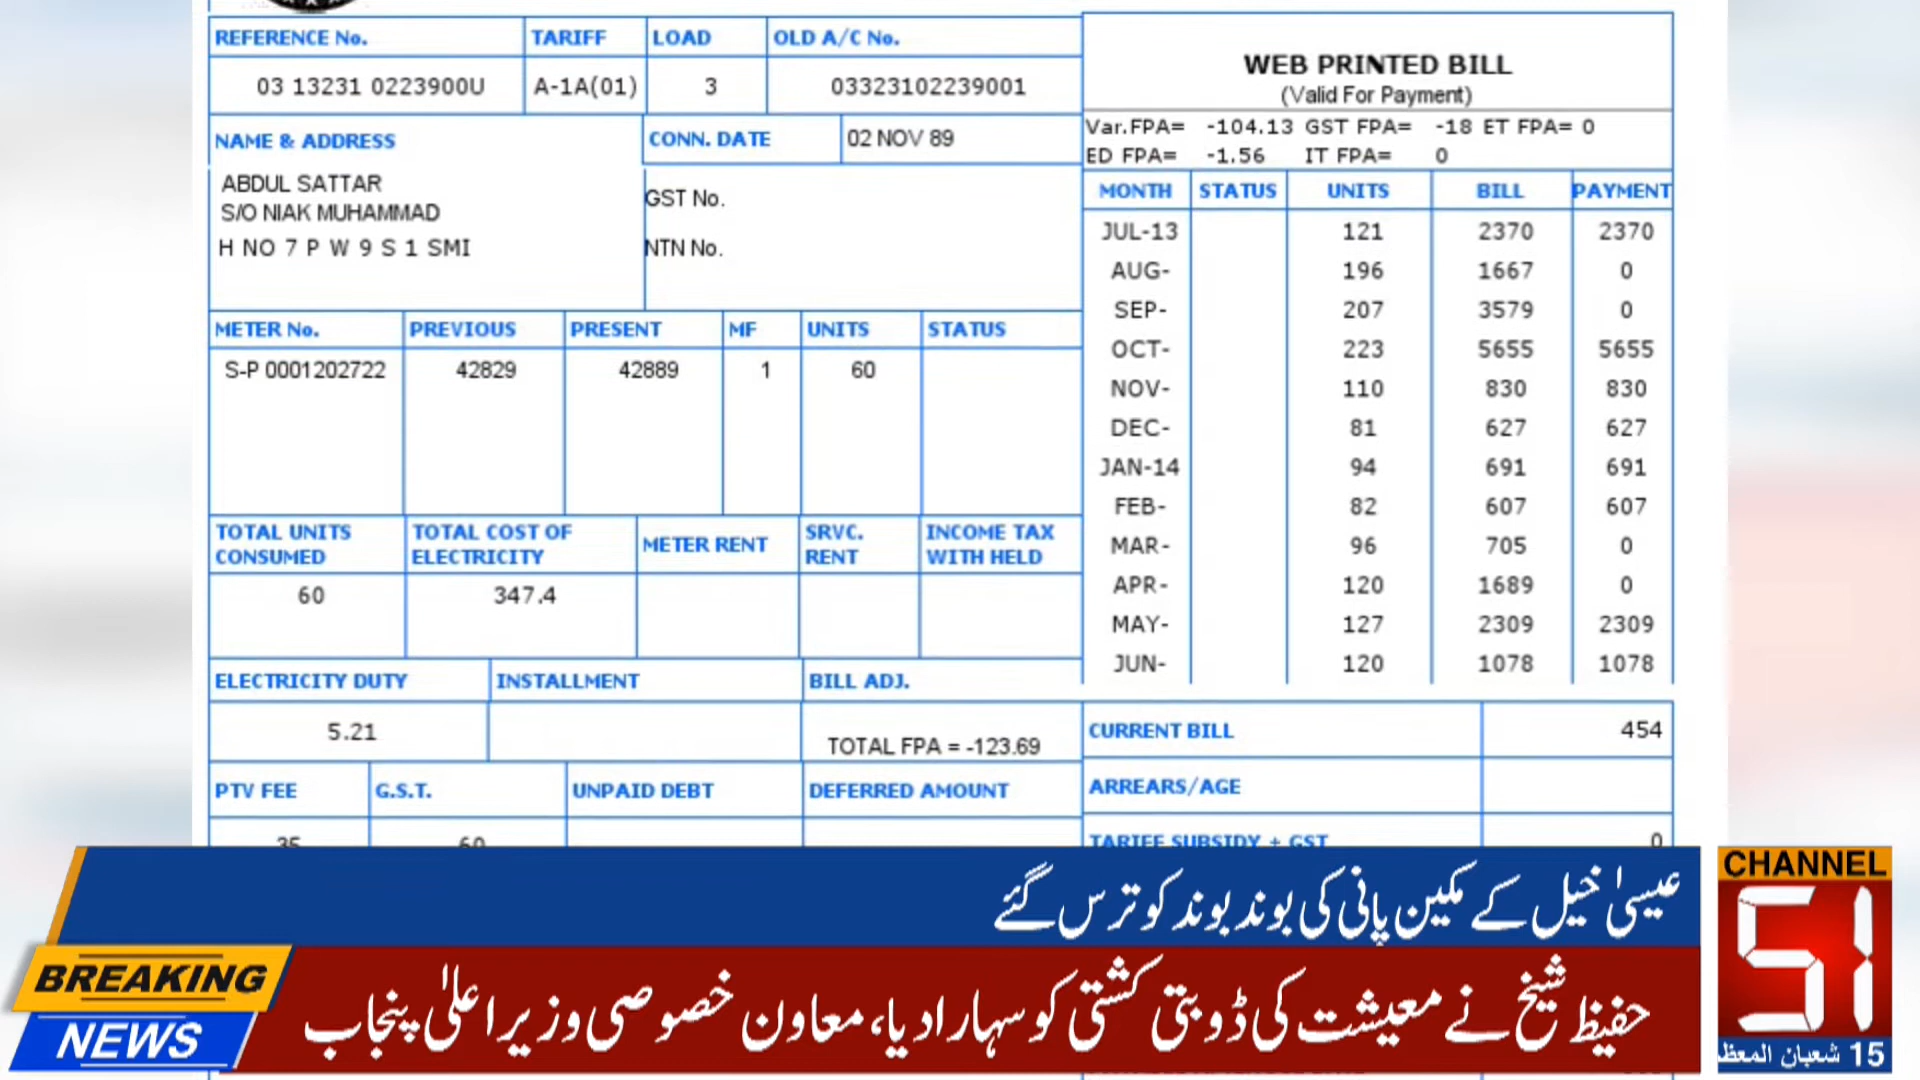 REFERENCE No. TARIFF LOAD OLD A/C No.
03 13231 0223900U A-1A(01) 3 03323102239001
NAME & ADDRESS CONN. DATE 02 NOV 89
ABDUL SATTAR
S/O NIAK MUHAMMAD
H NO 7 P W 9 S 1 SMI
GST No.
NTN No.
METER No. PREVIOUS PRESENT MF UNITS STATUS
S-P 0001202722 42829 42889 1 60
TOTAL UNITS CONSUMED TOTAL COST OF ELECTRICITY METER RENT SRVC. RENT INCOME TAX WITH HELD
60 347.4
ELECTRICITY DUTY INSTALLMENT BILL ADJ.
5.21 TOTAL FPA = -123.69
PTV FEE G.S.T. UNPAID DEBT DEFERRED AMOUNT
35 60
WEB PRINTED BILL
(Valid For Payment)
Var.FPA= -104.13 GST FPA= -18 ET FPA= 0
ED FPA= -1.56 IT FPA= 0
MONTH STATUS UNITS BILL PAYMENT
JUL-13 121 2370 2370
AUG- 196 1667 0
SEP- 207 3579 0
OCT- 223 5655 5655
NOV- 110 830 830
DEC- 81 627 627
JAN-14 94 691 691
FEB- 82 607 607
MAR- 96 705 0
APR- 120 1689 0
MAY- 127 2309 2309
JUN- 120 1078 1078
CURRENT BILL 454
ARREARS/AGE
TARIFF SUBSIDY + GST 0
عیسیٰ خیل کے مکین پانی کی بوند بوند کو ترس گئے
BREAKING
NEWS
حفیظ شیخ نے معیشت کی ڈوبتی کشتی کو سہارا دیا، معاون خصوصی وزیراعلیٰ پنجاب
CHANNEL
51
15 شعبان المعظم